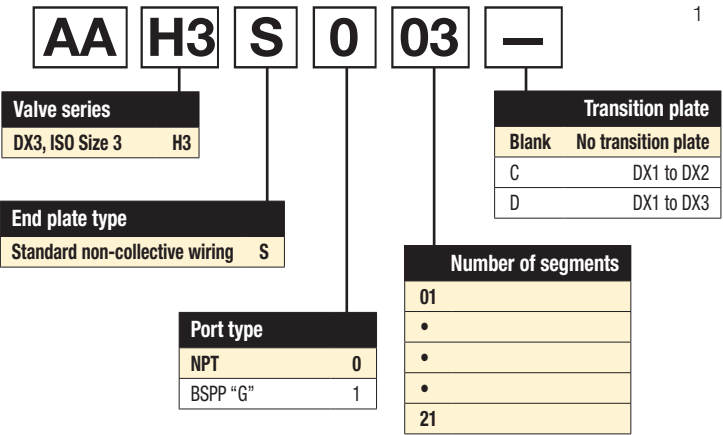 AA H3 S 0 03 — 1
Valve series
DX3, ISO Size 3 H3
Transition plate
Blank No transition plate
C DX1 to DX2
D DX1 to DX3
End plate type
Standard non-collective wiring S
Number of segments
01
•
•
•
21
Port type
NPT 0
BSPP “G” 1